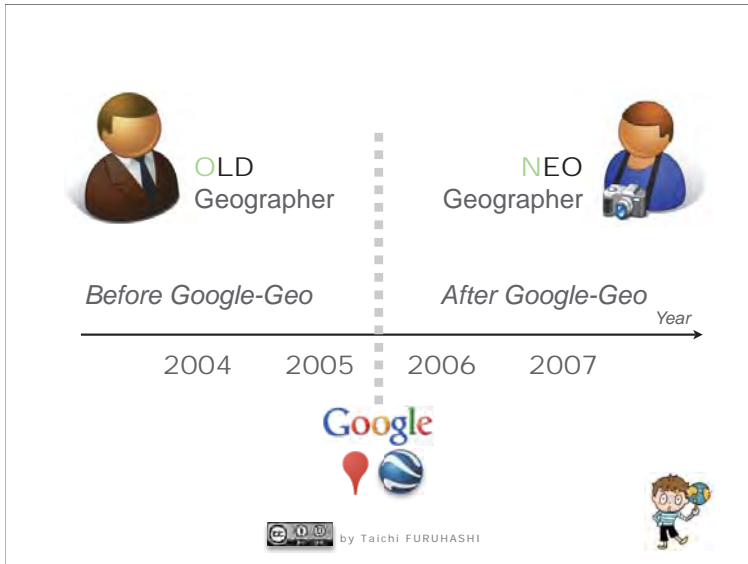 OLD
Geographer
NEO
Geographer
Before Google-Geo
After Google-Geo
Year
2004 2005 2006 2007
Google
by Taichi FURUHASHI